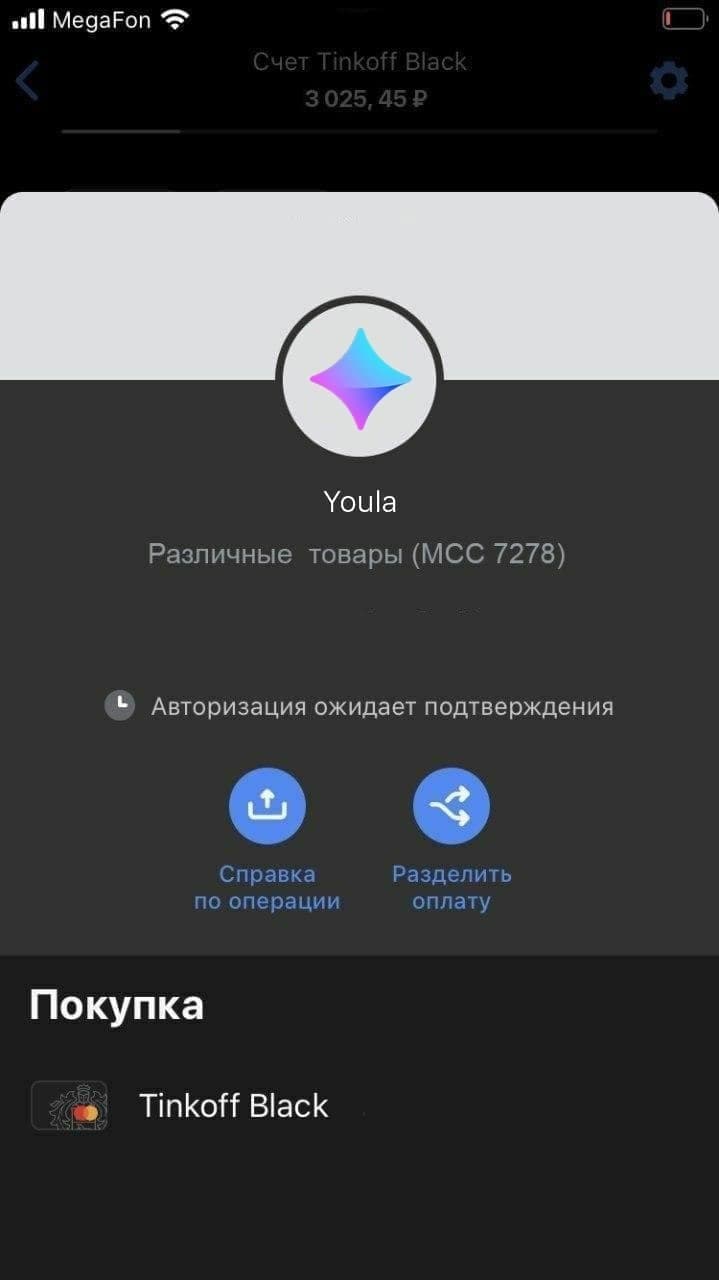 MegaFon
Счет Tinkoff Black
3 025, 45 ₽
Youla
Различные товары (MCC 7278)
Авторизация ожидает подтверждения
Справка
по операции
Разделить
оплату
Покупка
Tinkoff Black